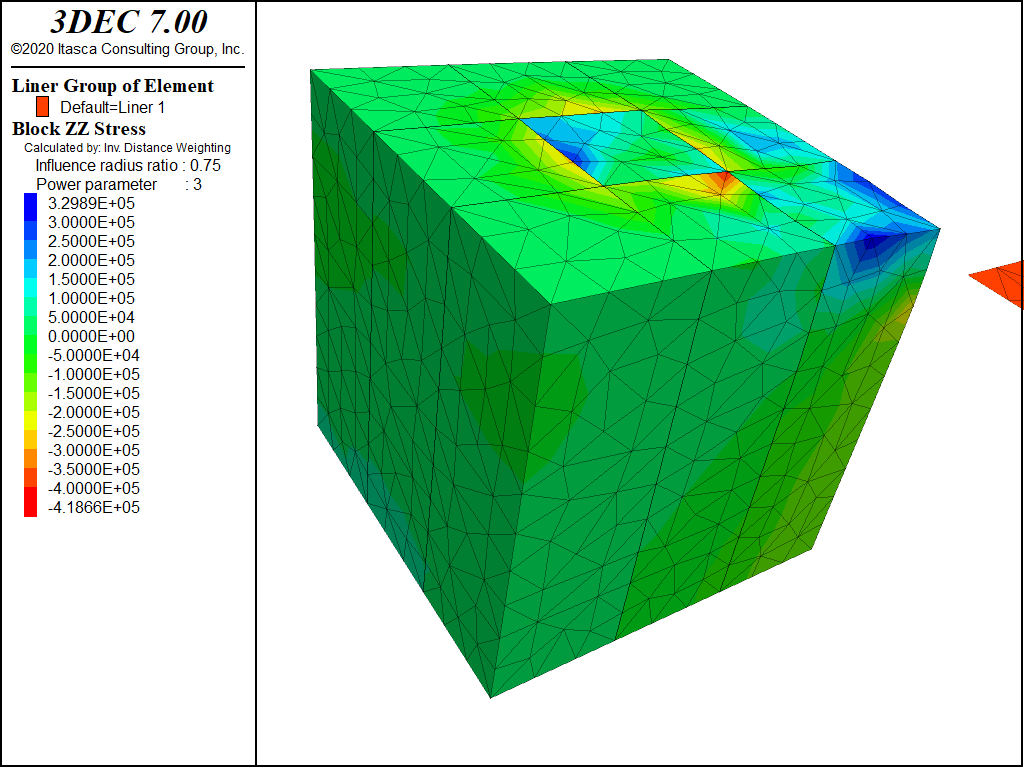 3DEC 7.00
©2020 Itasca Consulting Group, Inc.
Liner Group of Element
Default=Liner 1
Block ZZ Stress
Calculated by: Inv. Distance Weighting
Influence radius ratio : 0.75
Power parameter : 3
3.2989E+05
3.0000E+05
2.5000E+05
2.0000E+05
1.5000E+05
1.0000E+05
5.0000E+04
0.0000E+00
-5.0000E+04
-1.0000E+05
-1.5000E+05
-2.0000E+05
-2.5000E+05
-3.0000E+05
-3.5000E+05
-4.0000E+05
-4.1866E+05